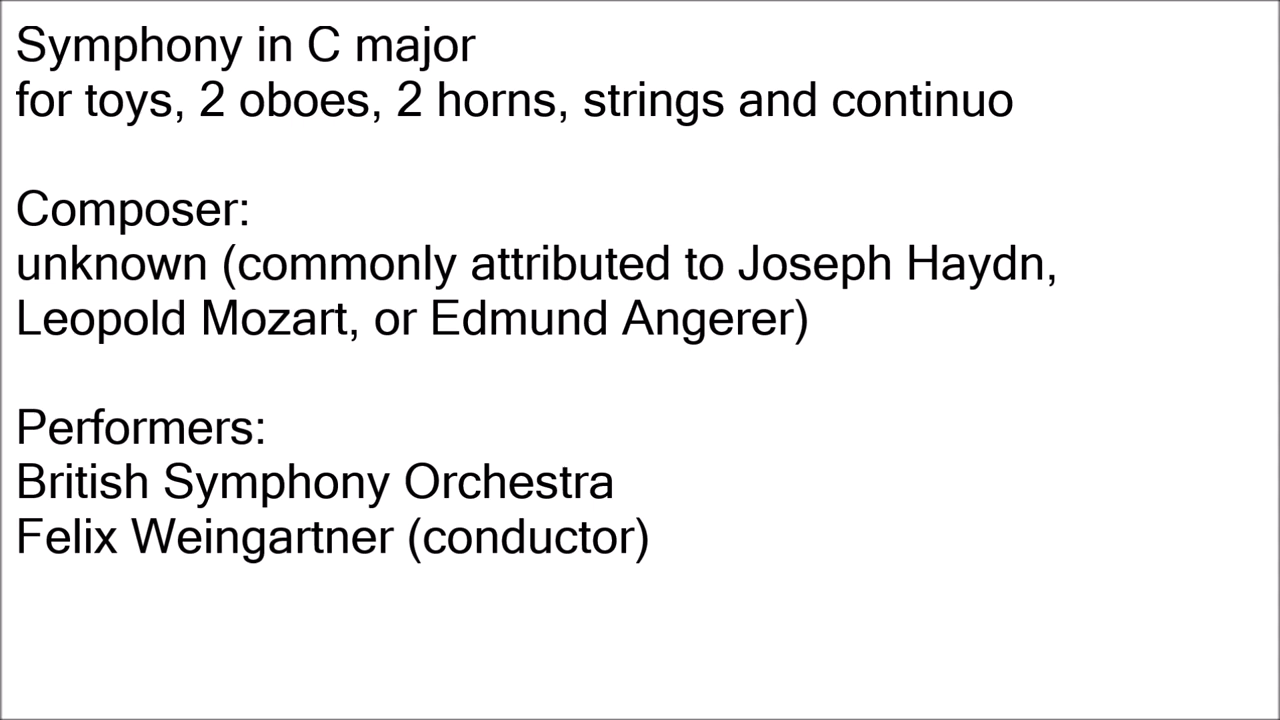 Symphony in C major
for toys, 2 oboes, 2 horns, strings and continuo
Composer:
unknown (commonly attributed to Joseph Haydn,
Leopold Mozart, or Edmund Angerer)
Performers:
British Symphony Orchestra
Felix Weingartner (conductor)